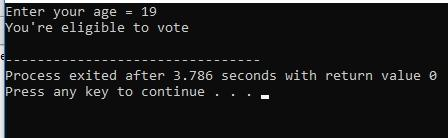 Enter your age = 19
You're eligible to vote
--------------------------------
Process exited after 3.786 seconds with return value 0
Press any key to continue . . .